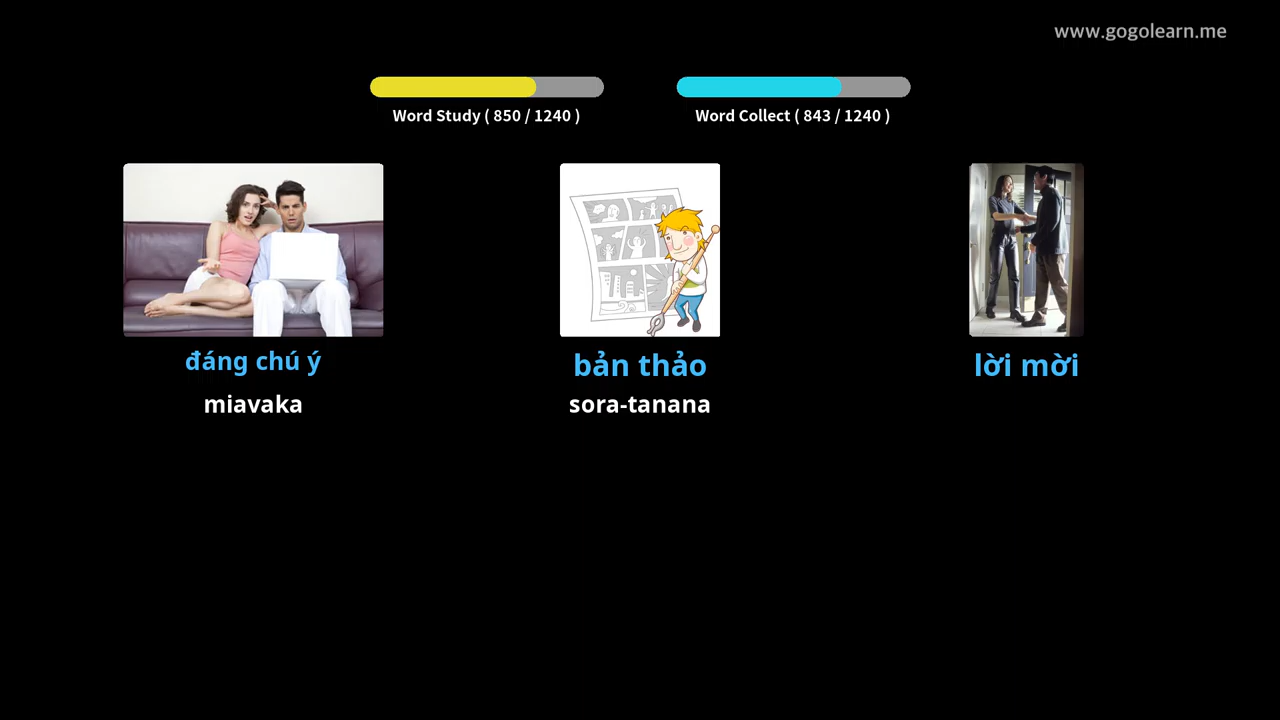 www.gogolearn.me
Word Study ( 850 / 1240 )
Word Collect ( 843 / 1240 )
đáng chú ý
miavaka
bản thảo
sora-tanana
lời mời